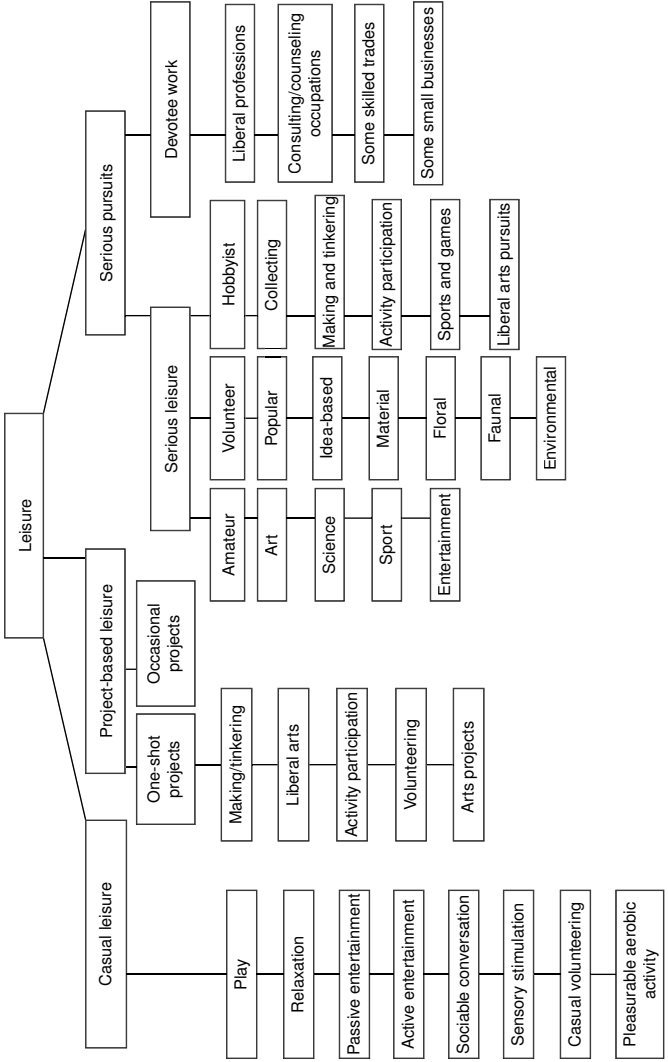 Leisure
Casual leisure
Project-based leisure
Serious pursuits
One-shot
projects
Occasional
projects
Serious leisure
Devotee work
Play
Relaxation
Passive entertainment
Active entertainment
Sociable conversation
Sensory stimulation
Casual volunteering
Pleasurable aerobic
activity
Making/tinkering
Liberal arts
Activity participation
Volunteering
Arts projects
Amateur
Art
Science
Sport
Entertainment
Volunteer
Popular
Idea-based
Material
Floral
Faunal
Environmental
Hobbyist
Collecting
Making and tinkering
Activity participation
Sports and games
Liberal arts pursuits
Liberal professions
Consulting/counseling
occupations
Some skilled trades
Some small businesses